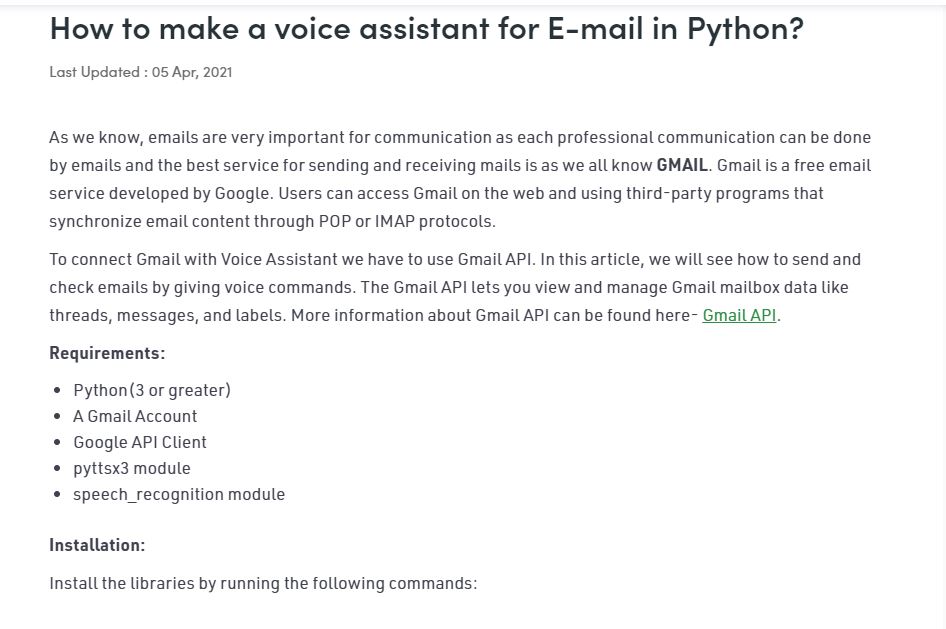 How to make a voice assistant for E-mail in Python?
Last Updated : 05 Apr, 2021
As we know, emails are very important for communication as each professional communication can be done
by emails and the best service for sending and receiving mails is as we all know GMAIL. Gmail is a free email
service developed by Google. Users can access Gmail on the web and using third-party programs that
synchronize email content through POP or IMAP protocols.
To connect Gmail with Voice Assistant we have to use Gmail API. In this article, we will see how to send and
check emails by giving voice commands. The Gmail API lets you view and manage Gmail mailbox data like
threads, messages, and labels. More information about Gmail API can be found here- Gmail API.
Requirements:
• Python(3 or greater)
• A Gmail Account
• Google API Client
• pyttsx3 module
• speech_recognition module
Installation:
Install the libraries by running the following commands: